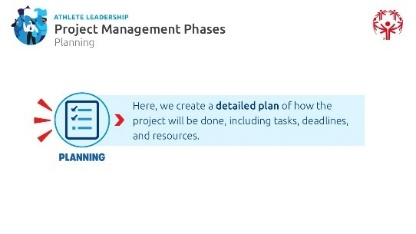 ATHLETE LEADERSHIP
Project Management Phases
Planning
Here, we create a detailed plan of how the
project will be done, including tasks, deadlines,
and resources.
PLANNING